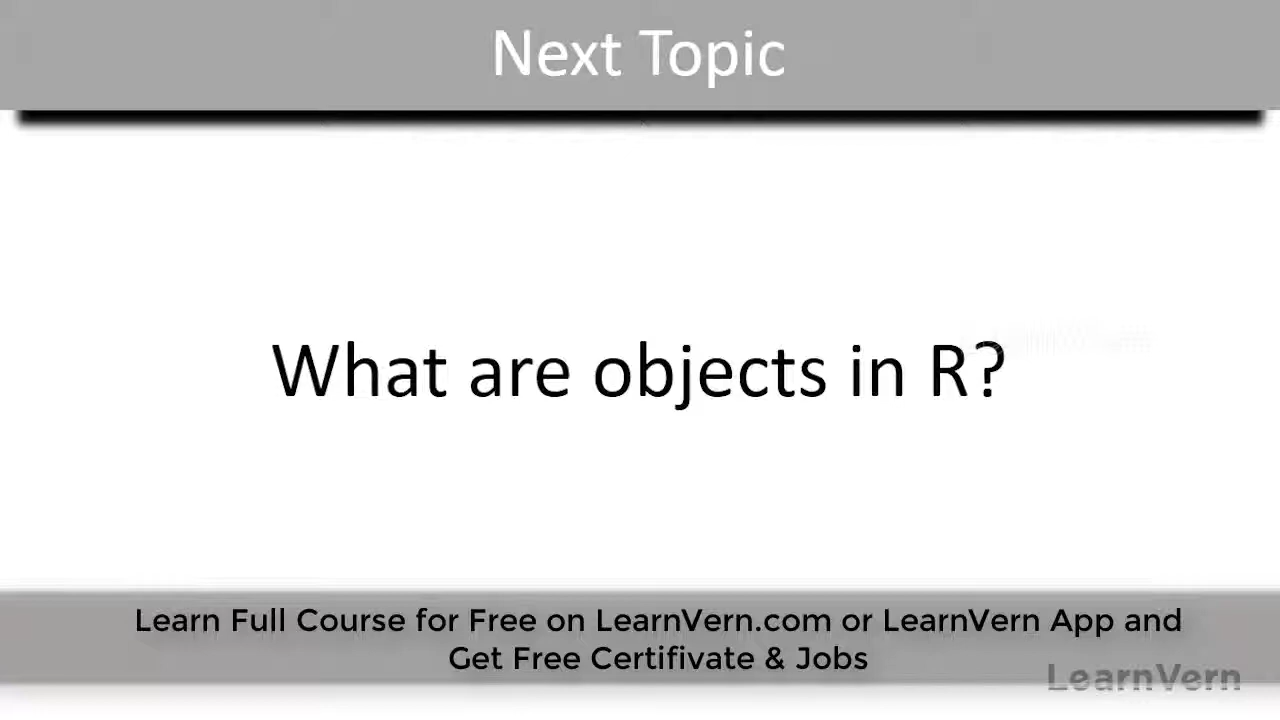 Next Topic
What are objects in R?
Learn Full Course for Free on LearnVern.com or LearnVern App and
Get Free Certifivate & Jobs
LearnVern